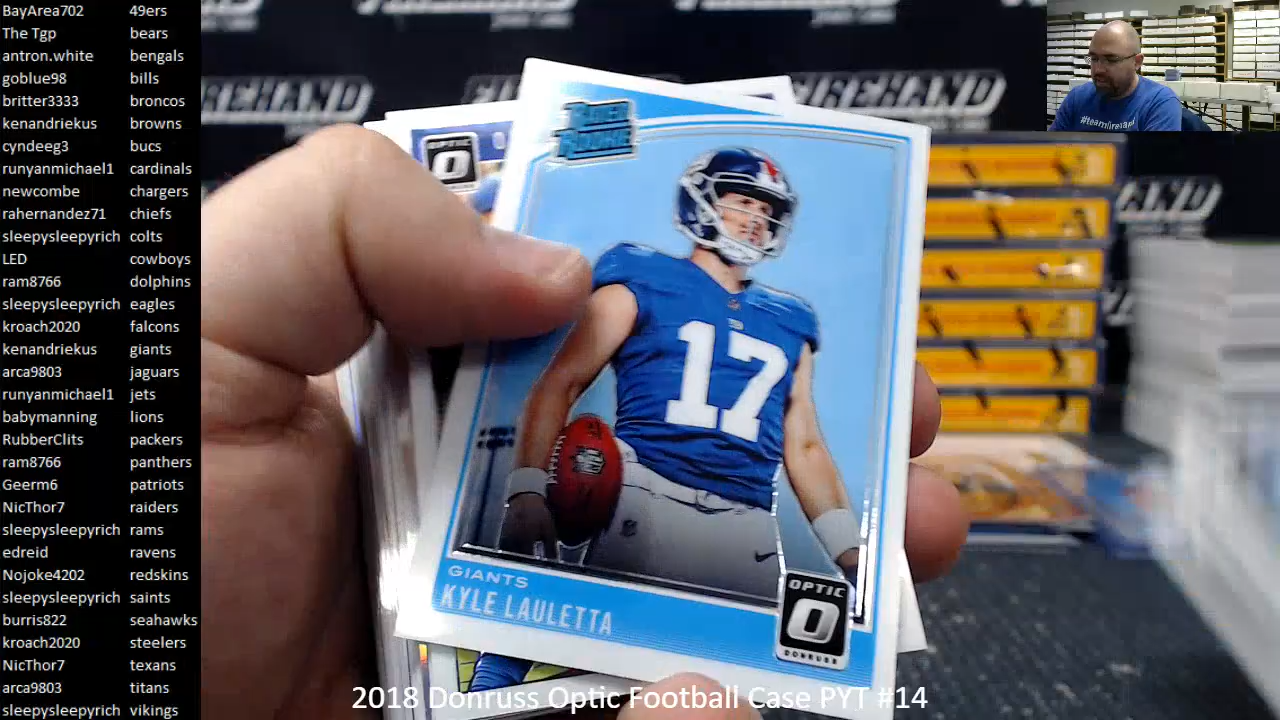 BayArea702 49ers
The Tgp bears
antron.white bengals
goblue98 bills
britter3333 broncos
kenandriekus browns
cyndeeg3 bucs
runyanmichael1 cardinals
newcombe chargers
rahernandez71 chiefs
sleepysleepyrich colts
LED cowboys
ram8766 dolphins
sleepysleepyrich eagles
kroach2020 falcons
kenandriekus giants
arca9803 jaguars
runyanmichael1 jets
babymanning lions
RubberClits packers
ram8766 panthers
Geerm6 patriots
NicThor7 raiders
sleepysleepyrich rams
edreid ravens
Nojoke4202 redskins
sleepysleepyrich saints
burris822 seahawks
kroach2020 steelers
NicThor7 texans
arca9803 titans
sleepysleepyrich vikings
FIREHAND
OPTIC
RATED
ROOKIE
17
GIANTS
KYLE LAULETTA
OPTIC
DONRUSS
2018 Donruss Optic Football Case PYT #14